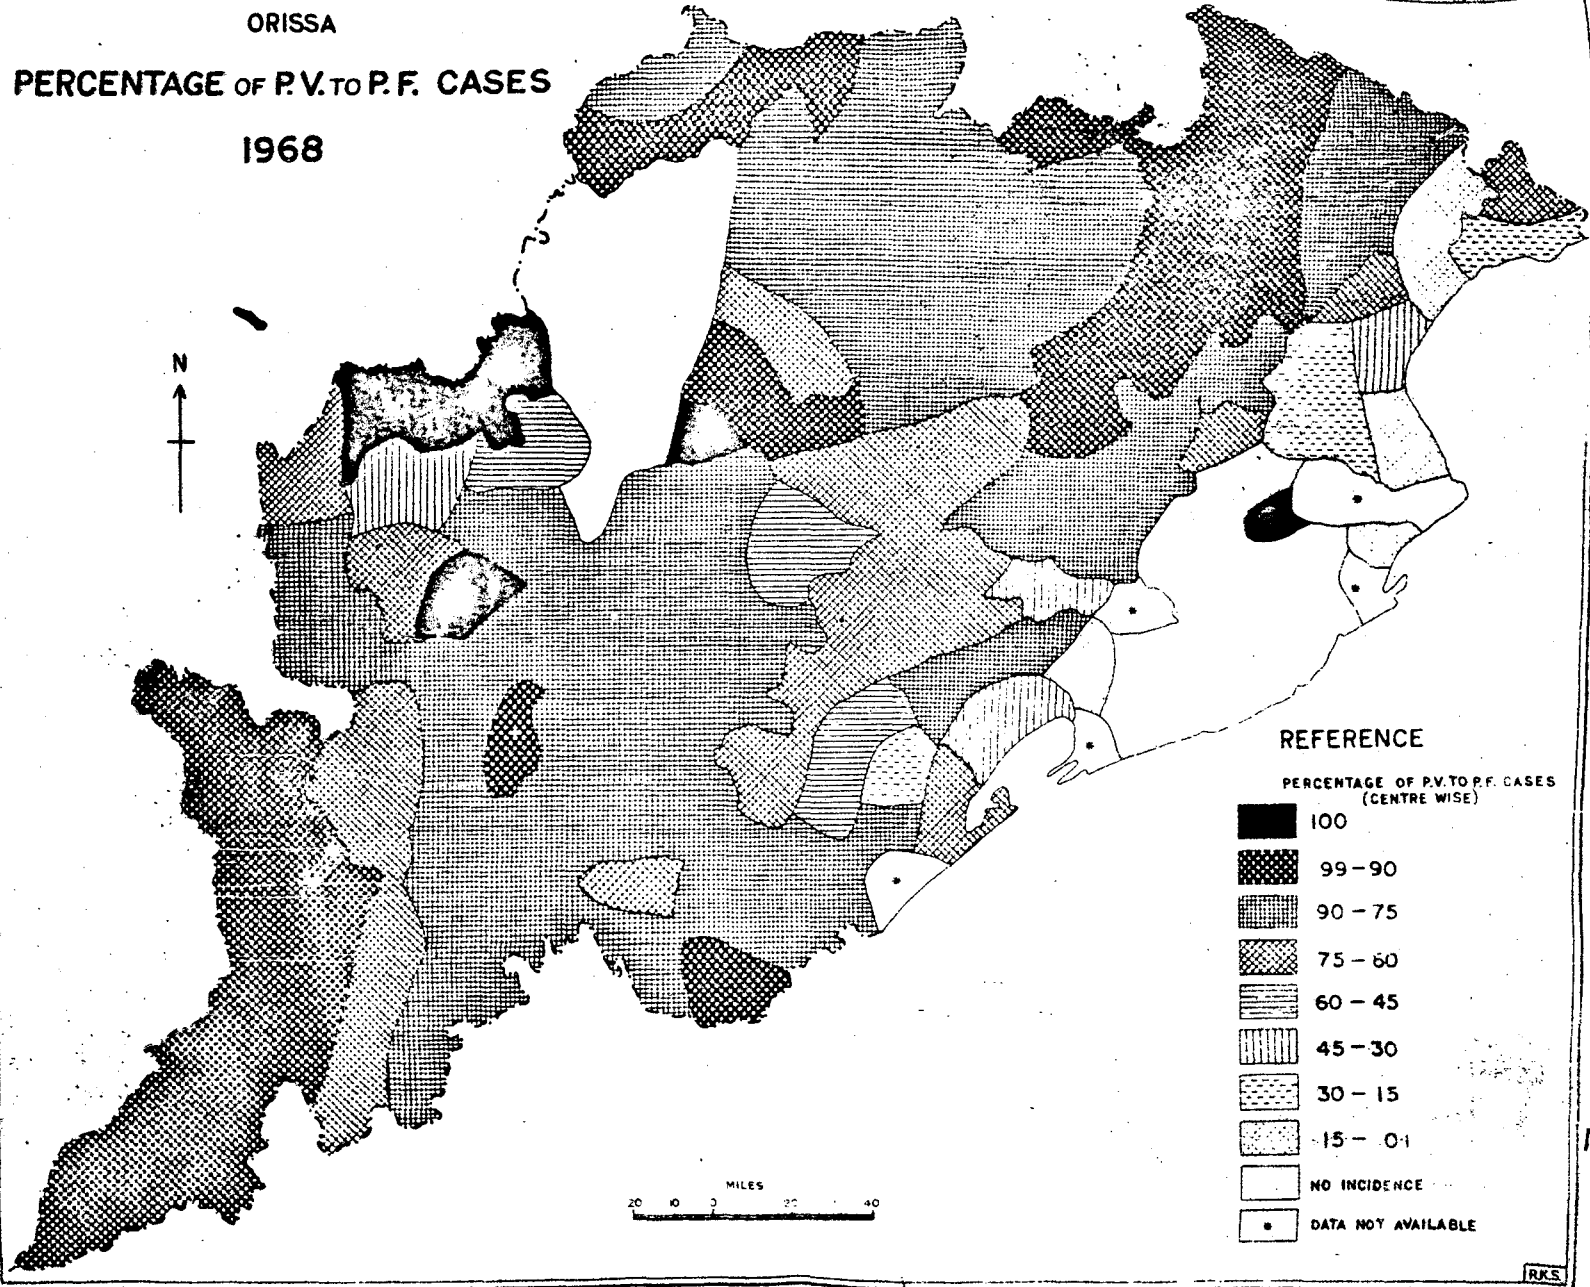 ORISSA
PERCENTAGE OF P.V. TO P.F. CASES
1968
N
REFERENCE
PERCENTAGE OF P.V. TO P.F. CASES
(CENTRE WISE)
100
99-90
90-75
75-60
60-45
45-30
30-15
15-0·1
NO INCIDENCE
DATA NOT AVAILABLE
MILES
20 10 0 20 40
R.K.S.